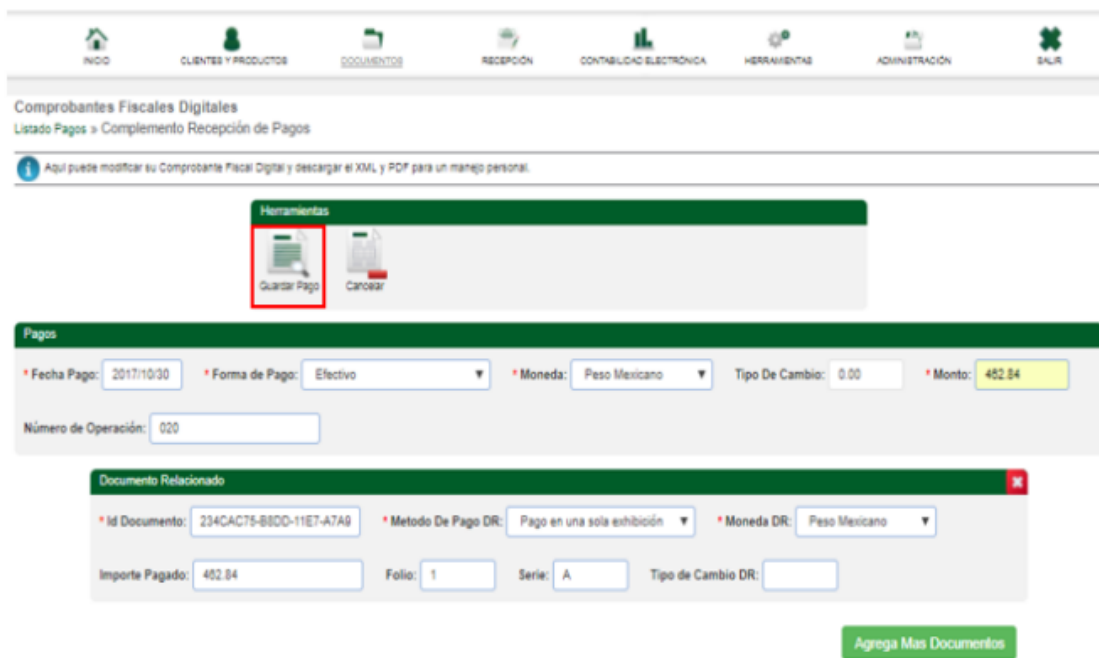 INICIO CLIENTES Y PRODUCTOS DOCUMENTOS RECEPCIÓN CONTABILIDAD ELECTRÓNICA HERRAMIENTAS ADMINISTRACIÓN SALIR
Comprobantes Fiscales Digitales
Listado Pagos » Complemento Recepción de Pagos
i Aquí puede modificar su Comprobante Fiscal Digital y descargar el XML y PDF para un manejo personal.
Herramientas
Guardar Pago Cancelar
Pagos
* Fecha Pago: 2017/10/30 * Forma de Pago: Efectivo * Moneda: Peso Mexicano Tipo De Cambio: 0.00 * Monto: 462.84
Número de Operación: 020
Documento Relacionado
* Id Documento: 234CAC75-B8DD-11E7-A7A9 * Metodo De Pago DR: Pago en una sola exhibición * Moneda DR: Peso Mexicano
Importe Pagado: 462.84 Folio: 1 Serie: A Tipo de Cambio DR:
Agrega Mas Documentos